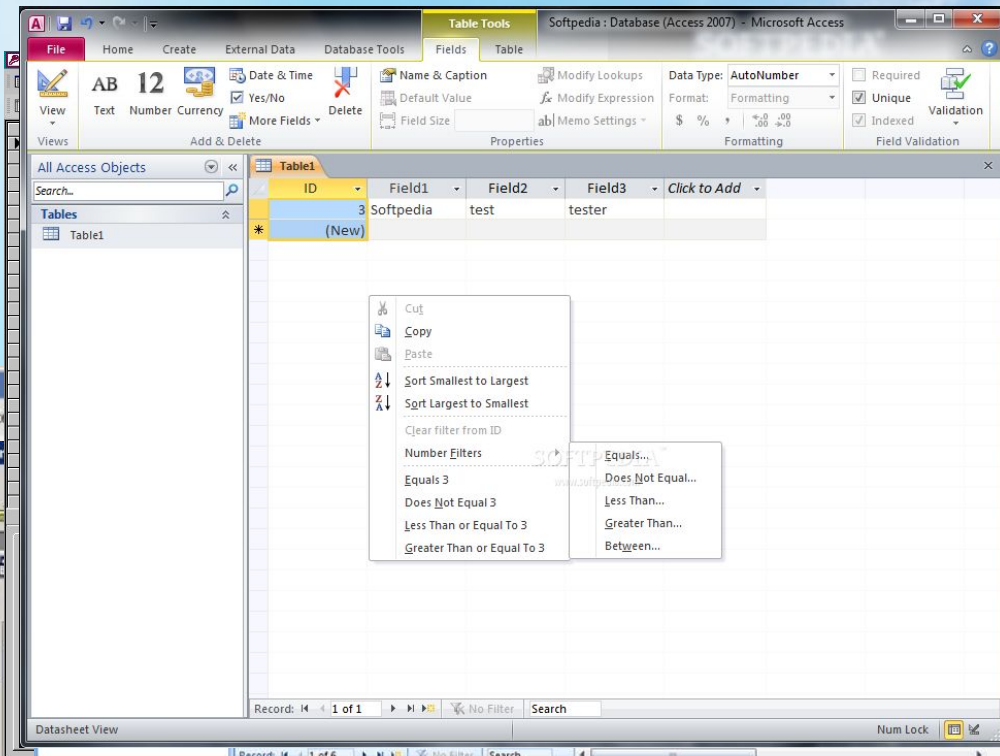 Table Tools
Softpedia : Database (Access 2007) - Microsoft Access
File Home Create External Data Database Tools Fields Table
View
Views
AB
Text
12
Number
Currency
Date & Time
Yes/No
More Fields
Delete
Add & Delete
Name & Caption
Default Value
Field Size
Modify Lookups
Modify Expression
Memo Settings
Properties
Data Type: AutoNumber
Format: Formatting
$ %
Formatting
Required
Unique
Indexed
Validation
Field Validation
All Access Objects
Search...
Tables
Table1
Table1
ID Field1 Field2 Field3 Click to Add
3 Softpedia test tester
(New)
Cut
Copy
Paste
Sort Smallest to Largest
Sort Largest to Smallest
Clear filter from ID
Number Filters
Equals 3
Does Not Equal 3
Less Than or Equal To 3
Greater Than or Equal To 3
Equals...
Does Not Equal...
Less Than...
Greater Than...
Between...
SOFTPEDIA
Record: 1 of 1 No Filter Search
Datasheet View
Num Lock
Record: 1 of 6 No Filter Search